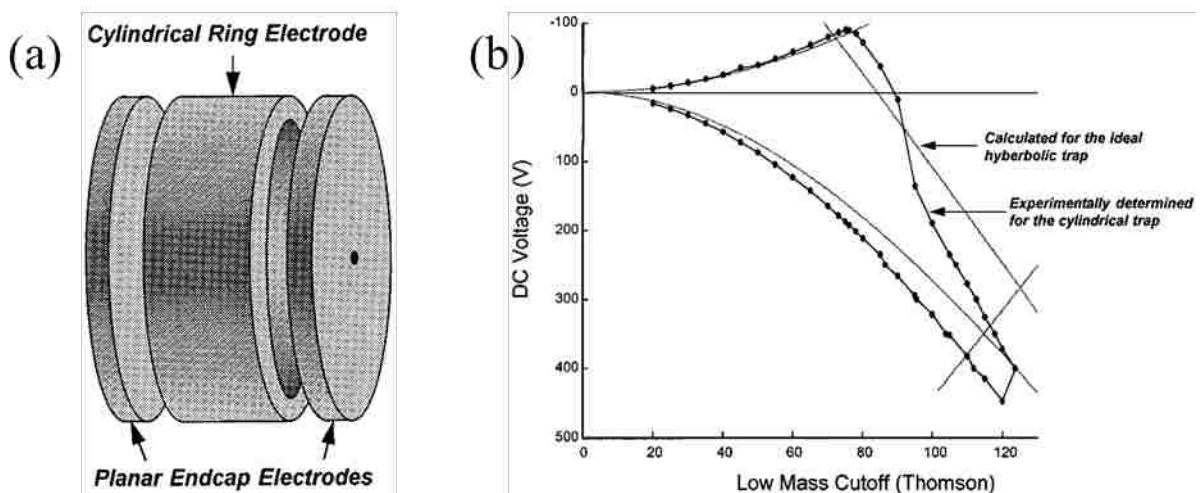 (a)
Cylindrical Ring Electrode
Planar Endcap Electrodes
(b)
DC Voltage (V)
-100
0
100
200
300
400
500
Calculated for the ideal
hyberbolic trap
Experimentally determined
for the cylindrical trap
0 20 40 60 80 100 120
Low Mass Cutoff (Thomson)